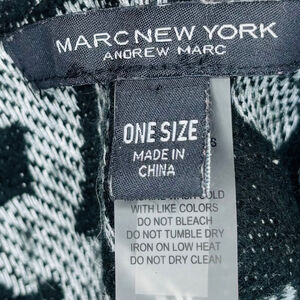 MARC NEW YORK
ANDREW MARC
ONE SIZE
MADE IN
CHINA
S
WITH LIKE COLORS
DO NOT BLEACH
DO NOT TUMBLE DRY
IRON ON LOW HEAT
DO NOT DRY CLEAN